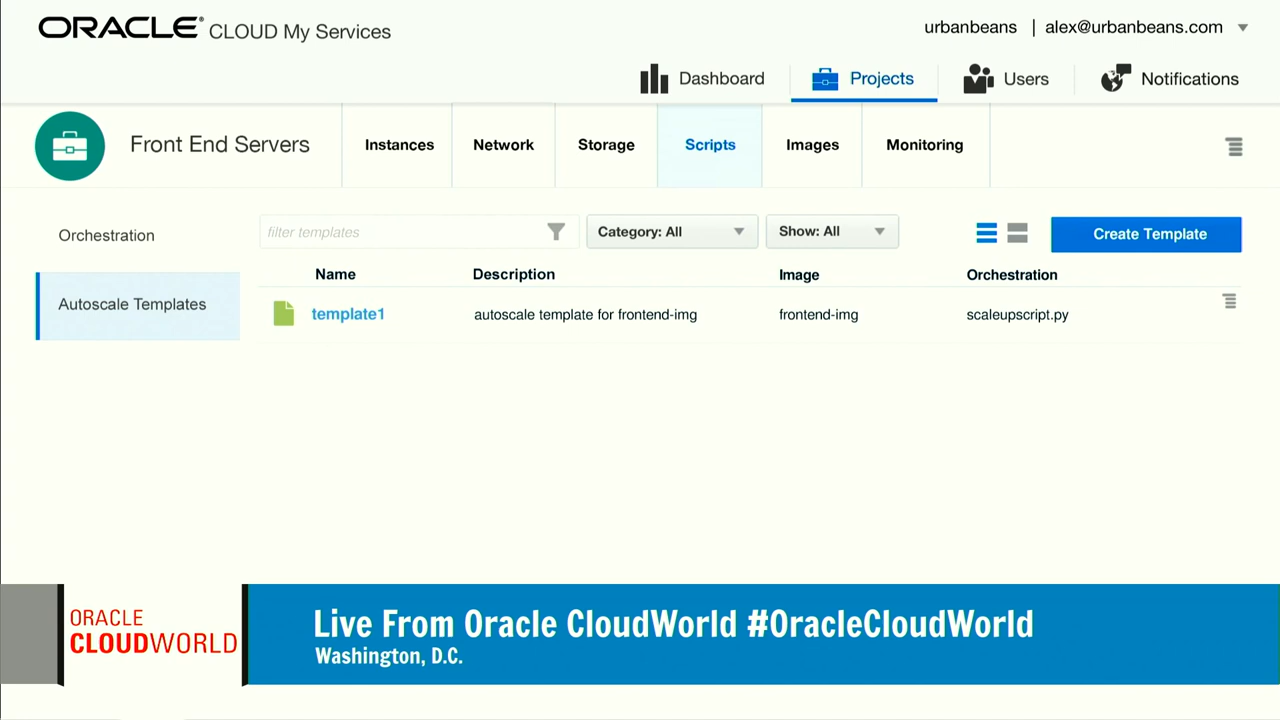 ORACLE® CLOUD My Services
urbanbeans | alex@urbanbeans.com
Dashboard Projects Users Notifications
Front End Servers Instances Network Storage Scripts Images Monitoring
Orchestration
Autoscale Templates
filter templates Category: All Show: All Create Template
Name Description Image Orchestration
template1 autoscale template for frontend-img frontend-img scaleupscript.py
ORACLE
CLOUDWORLD
Live From Oracle CloudWorld #OracleCloudWorld
Washington, D.C.